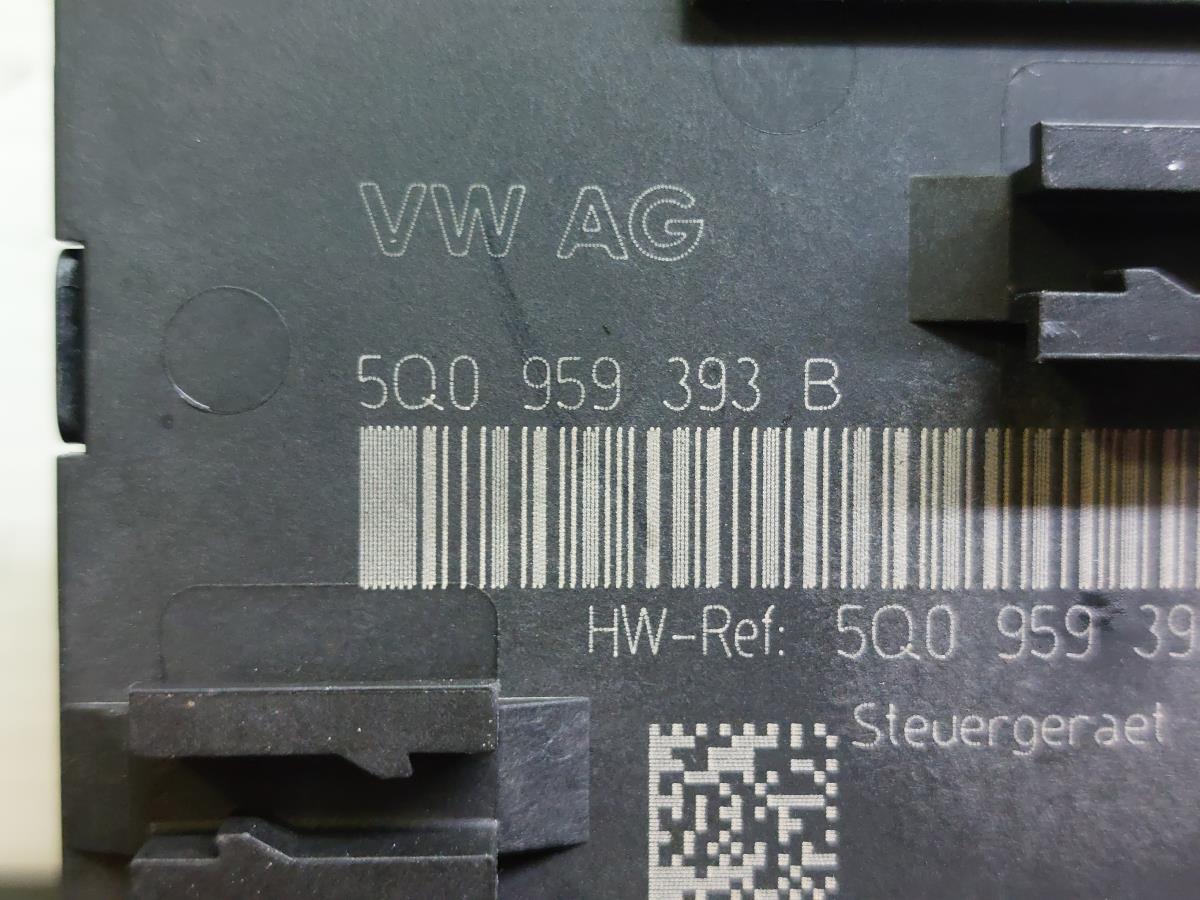 VW AG
5Q0 959 393 B
HW-Ref: 5Q0 959 39
Steuergeraet